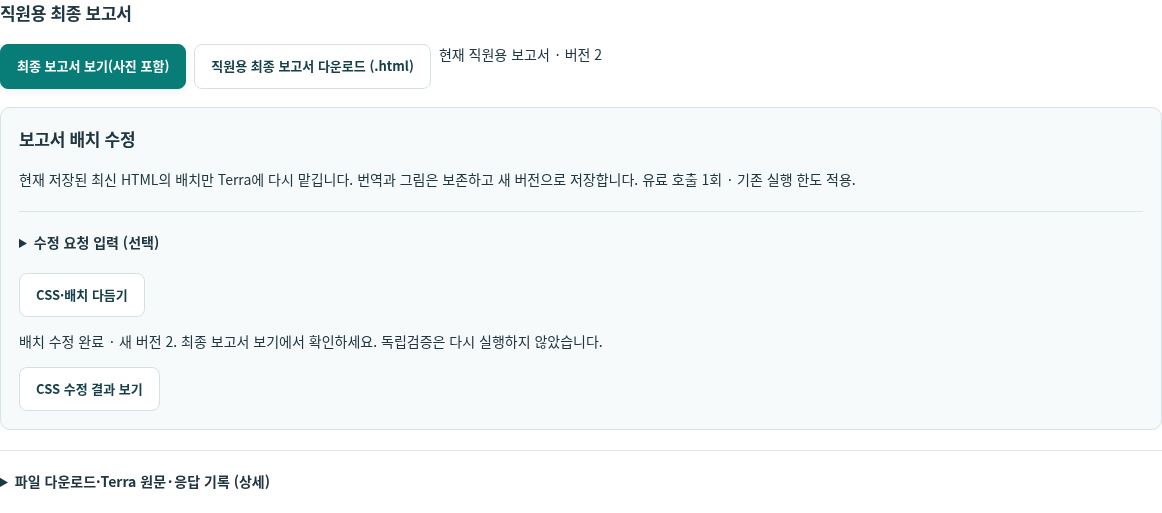 직원용 최종 보고서
최종 보고서 보기(사진 포함)
직원용 최종 보고서 다운로드 (.html)
현재 직원용 보고서 · 버전 2
보고서 배치 수정
현재 저장된 최신 HTML의 배치만 Terra에 다시 맡깁니다. 번역과 그림은 보존하고 새 버전으로 저장합니다. 유료 호출 1회 · 기존 실행 한도 적용.
▶ 수정 요청 입력 (선택)
CSS·배치 다듬기
배치 수정 완료 · 새 버전 2. 최종 보고서 보기에서 확인하세요. 독립검증은 다시 실행하지 않았습니다.
CSS 수정 결과 보기
▶ 파일 다운로드·Terra 원문·응답 기록 (상세)